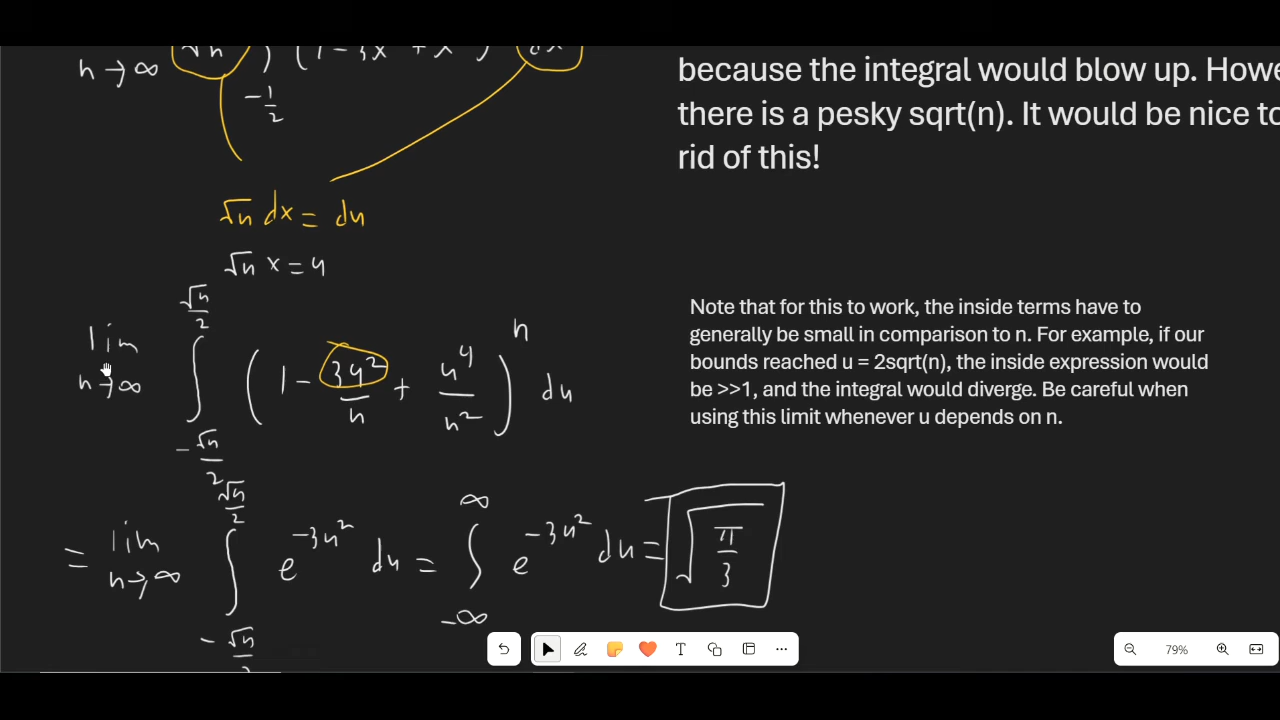 lim n→∞ √n ∫ -1/2 (1 - 3x + x ) dx
√n dx = du
√n x = u
lim n→∞ ∫ -√n/2 √n/2 (1 - 3u²/n + u⁴/n²)ⁿ du
= lim n→∞ ∫ -√n/2 √n/2 e^(-3u²) du = ∫ -∞ ∞ e^(-3u²) du = √(π/3)
because the integral would blow up. Howe
there is a pesky sqrt(n). It would be nice to
rid of this!
Note that for this to work, the inside terms have to
generally be small in comparison to n. For example, if our
bounds reached u = 2sqrt(n), the inside expression would
be >>1, and the integral would diverge. Be careful when
using this limit whenever u depends on n.
T
79%